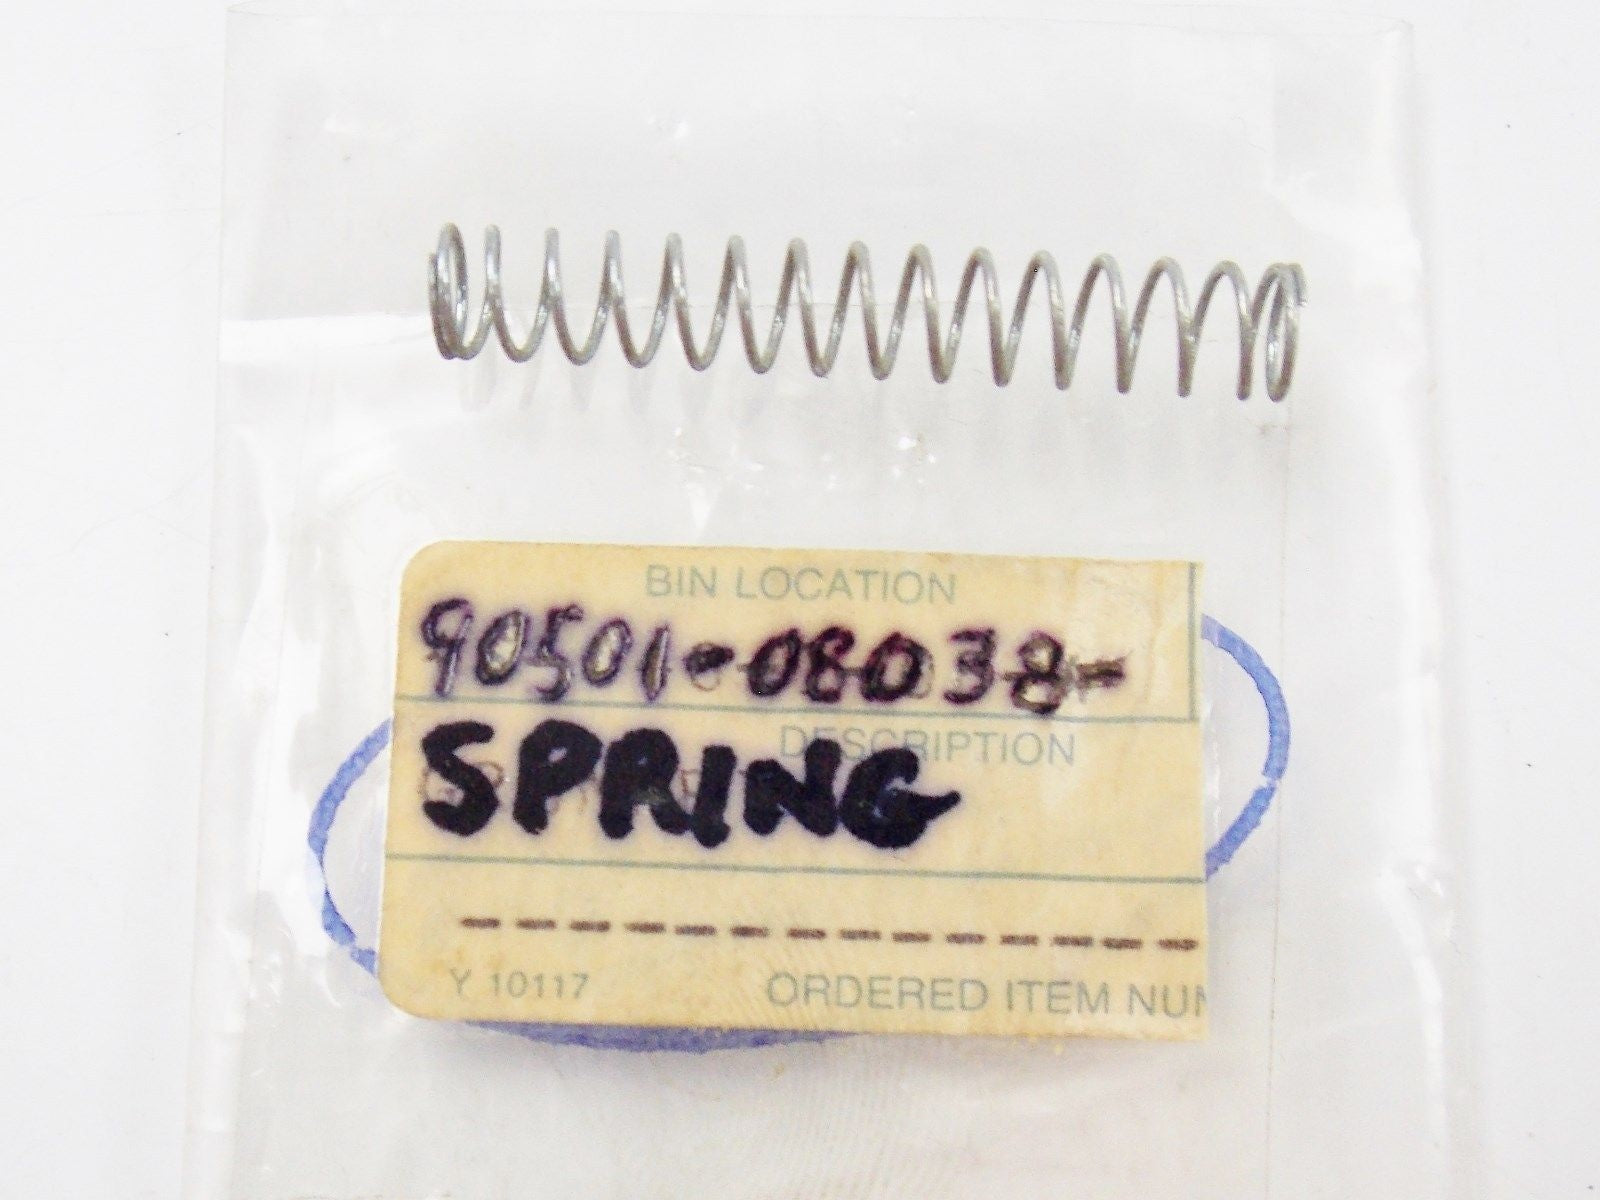 BIN LOCATION
90501-08038-
DESCRIPTION
SPRING
--------------
Y 10117 ORDERED ITEM NUM